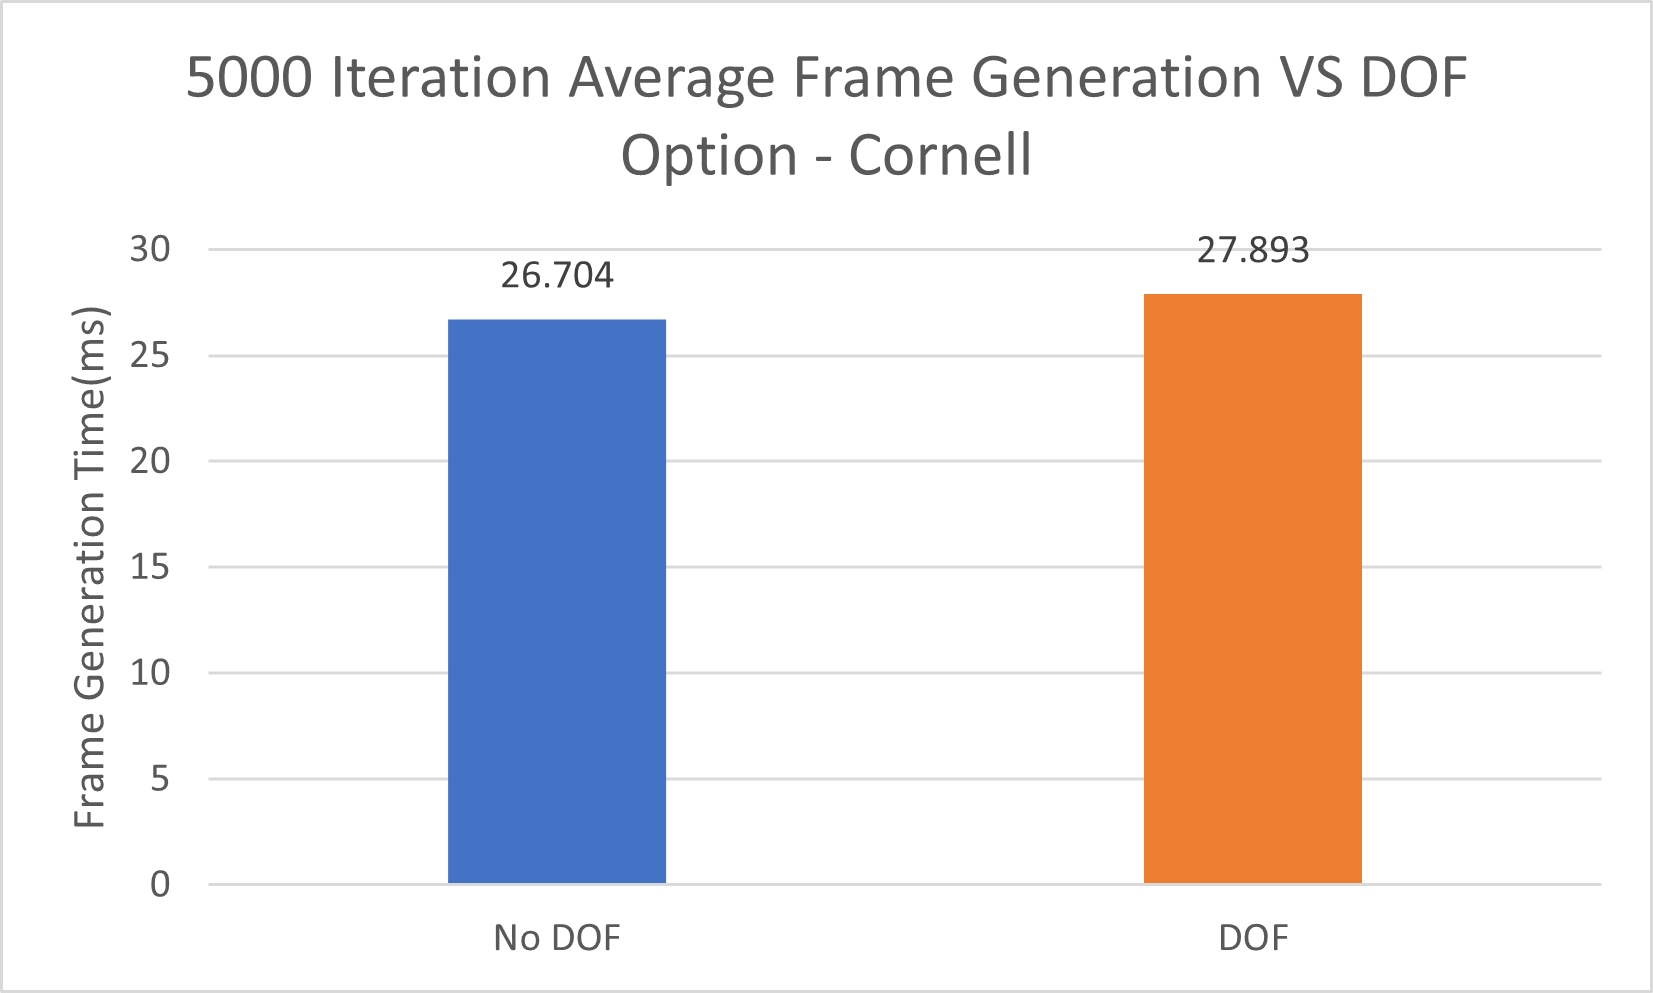 5000 Iteration Average Frame Generation VS DOF
Option - Cornell
Frame Generation Time(ms)
30
25
20
15
10
5
0
26.704
27.893
No DOF
DOF